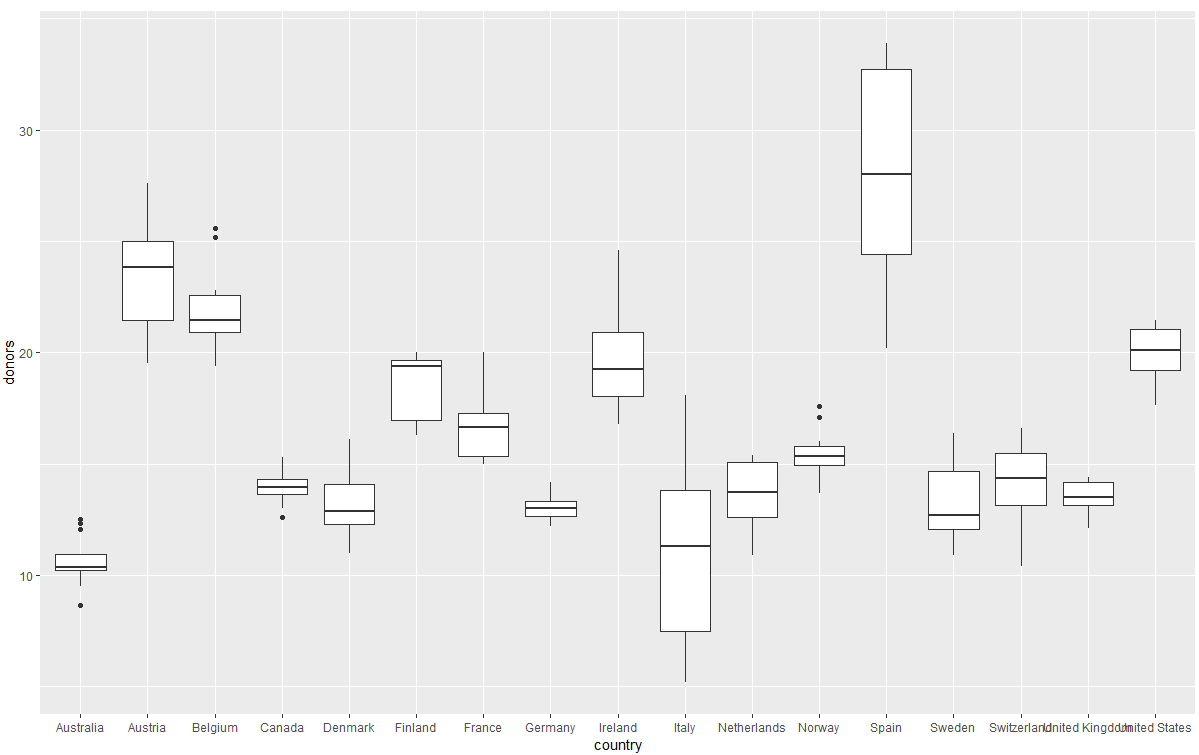 donors
30
20
10
Australia Austria Belgium Canada Denmark Finland France Germany Ireland Italy Netherlands Norway Spain Sweden Switzerland United Kingdom United States
country